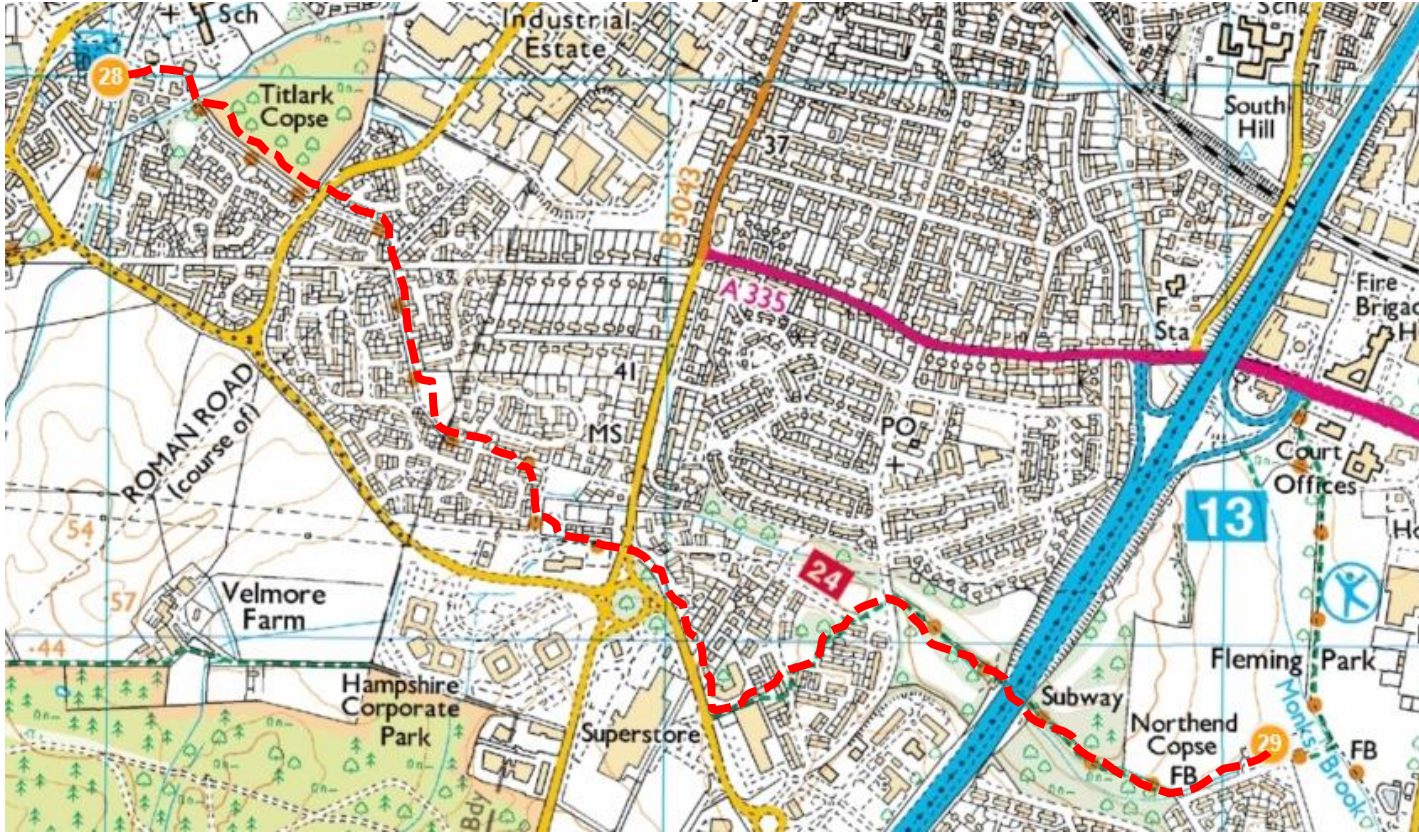 Sch
Industrial
Estate
Sch
28
Titlark
Copse
South
Hill
37
B 3043
A 335
F
Sta
Fire
Brigad
H
ROMAN ROAD
(course of)
41
MS
PO
Court
Offices
13
Ho
54
57
24
Velmore
Farm
44
Hampshire
Corporate
Park
Superstore
Subway
Fleming Park
Northend
Copse
FB
29
Monks Brook
FB
Bdy